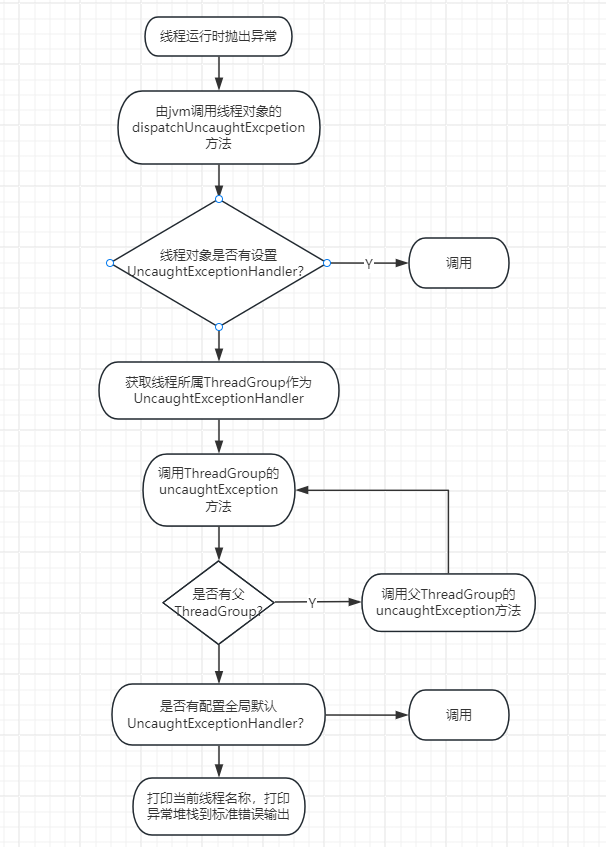 线程运行时抛出异常
由jvm调用线程对象的
dispatchUncaughtExcpetion
方法
线程对象是否有设置
UncaughtExceptionHandler?
Y
调用
获取线程所属ThreadGroup作为
UncaughtExceptionHandler
调用ThreadGroup的
uncaughtException
方法
是否有父
ThreadGroup?
Y
调用父ThreadGroup的
uncaughtException方法
是否有配置全局默认
UncaughtExceptionHandler?
调用
打印当前线程名称，打印
异常堆栈到标准错误输出